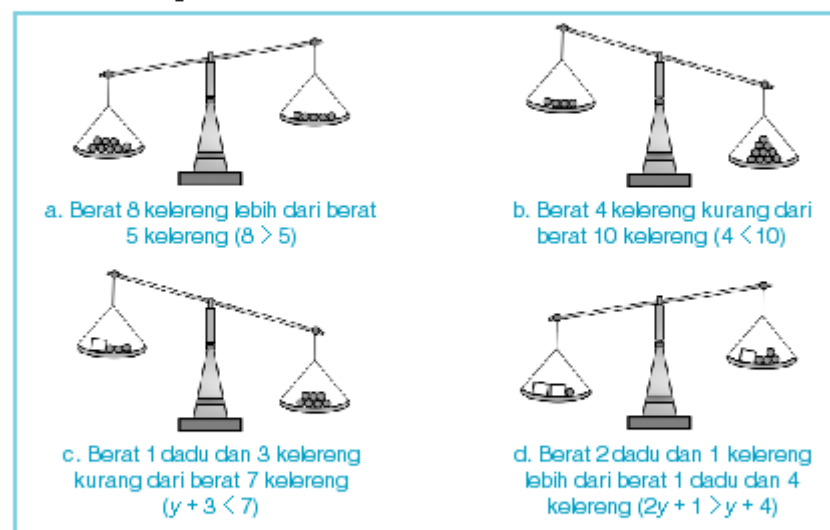 a. Berat 8 kelereng lebih dari berat
5 kelereng (8 > 5)
b. Berat 4 kelereng kurang dari
berat 10 kelereng (4 < 10)
c. Berat 1 dadu dan 3 kelereng
kurang dari berat 7 kelereng
(y + 3 < 7)
d. Berat 2 dadu dan 1 kelereng
lebih dari berat 1 dadu dan 4
kelereng (2y + 1 > y + 4)